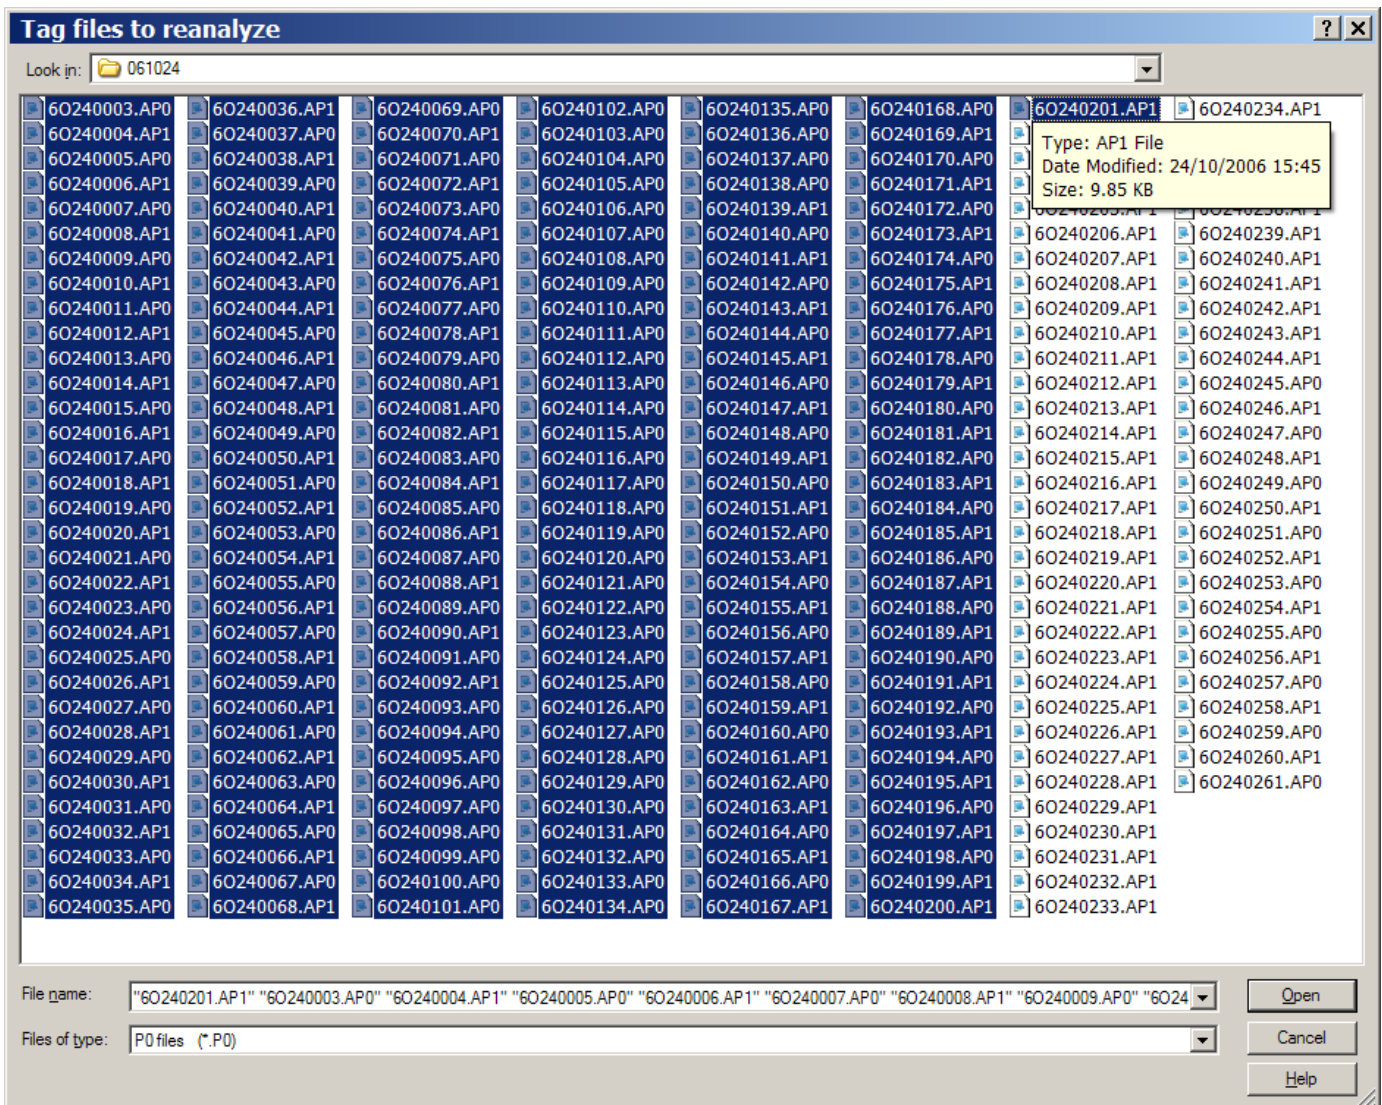 Tag files to reanalyze
Look in: 061024
6O240003.AP0 6O240036.AP1 6O240069.AP0 6O240102.AP0 6O240135.AP0 6O240168.AP0 6O240201.AP1 6O240234.AP1
6O240004.AP1 6O240037.AP0 6O240070.AP1 6O240103.AP0 6O240136.AP0 6O240169.AP1
6O240005.AP0 6O240038.AP1 6O240071.AP0 6O240104.AP0 6O240137.AP0 6O240170.AP0
6O240006.AP1 6O240039.AP0 6O240072.AP1 6O240105.AP0 6O240138.AP0 6O240171.AP1
Type: AP1 File
Date Modified: 24/10/2006 15:45
Size: 9.85 KB
6O240007.AP0 6O240040.AP1 6O240073.AP0 6O240106.AP0 6O240139.AP1 6O240172.AP0
6O240008.AP1 6O240041.AP0 6O240074.AP1 6O240107.AP0 6O240140.AP0 6O240173.AP1 6O240206.AP1 6O240239.AP1
6O240009.AP0 6O240042.AP1 6O240075.AP0 6O240108.AP0 6O240141.AP1 6O240174.AP0 6O240207.AP1 6O240240.AP1
6O240010.AP1 6O240043.AP0 6O240076.AP1 6O240109.AP0 6O240142.AP0 6O240175.AP1 6O240208.AP1 6O240241.AP1
6O240011.AP0 6O240044.AP1 6O240077.AP0 6O240110.AP0 6O240143.AP1 6O240176.AP0 6O240209.AP1 6O240242.AP1
6O240012.AP1 6O240045.AP0 6O240078.AP1 6O240111.AP0 6O240144.AP0 6O240177.AP1 6O240210.AP1 6O240243.AP1
6O240013.AP0 6O240046.AP1 6O240079.AP0 6O240112.AP0 6O240145.AP1 6O240178.AP0 6O240211.AP1 6O240244.AP1
6O240014.AP1 6O240047.AP0 6O240080.AP1 6O240113.AP0 6O240146.AP0 6O240179.AP1 6O240212.AP1 6O240245.AP0
6O240015.AP0 6O240048.AP1 6O240081.AP0 6O240114.AP0 6O240147.AP1 6O240180.AP0 6O240213.AP1 6O240246.AP1
6O240016.AP1 6O240049.AP0 6O240082.AP1 6O240115.AP0 6O240148.AP0 6O240181.AP1 6O240214.AP1 6O240247.AP0
6O240017.AP0 6O240050.AP1 6O240083.AP0 6O240116.AP0 6O240149.AP1 6O240182.AP0 6O240215.AP1 6O240248.AP1
6O240018.AP1 6O240051.AP0 6O240084.AP1 6O240117.AP0 6O240150.AP0 6O240183.AP1 6O240216.AP1 6O240249.AP0
6O240019.AP0 6O240052.AP1 6O240085.AP0 6O240118.AP0 6O240151.AP1 6O240184.AP0 6O240217.AP1 6O240250.AP1
6O240020.AP1 6O240053.AP0 6O240086.AP1 6O240119.AP0 6O240152.AP0 6O240185.AP1 6O240218.AP1 6O240251.AP0
6O240021.AP0 6O240054.AP1 6O240087.AP0 6O240120.AP0 6O240153.AP1 6O240186.AP0 6O240219.AP1 6O240252.AP1
6O240022.AP1 6O240055.AP0 6O240088.AP1 6O240121.AP0 6O240154.AP0 6O240187.AP1 6O240220.AP1 6O240253.AP0
6O240023.AP0 6O240056.AP1 6O240089.AP0 6O240122.AP0 6O240155.AP1 6O240188.AP0 6O240221.AP1 6O240254.AP1
6O240024.AP1 6O240057.AP0 6O240090.AP1 6O240123.AP0 6O240156.AP0 6O240189.AP1 6O240222.AP1 6O240255.AP0
6O240025.AP0 6O240058.AP1 6O240091.AP0 6O240124.AP0 6O240157.AP1 6O240190.AP0 6O240223.AP1 6O240256.AP1
6O240026.AP1 6O240059.AP0 6O240092.AP1 6O240125.AP0 6O240158.AP0 6O240191.AP1 6O240224.AP1 6O240257.AP0
6O240027.AP0 6O240060.AP1 6O240093.AP0 6O240126.AP0 6O240159.AP1 6O240192.AP0 6O240225.AP1 6O240258.AP1
6O240028.AP1 6O240061.AP0 6O240094.AP0 6O240127.AP0 6O240160.AP0 6O240193.AP1 6O240226.AP1 6O240259.AP0
6O240029.AP0 6O240062.AP1 6O240095.AP0 6O240128.AP0 6O240161.AP1 6O240194.AP0 6O240227.AP1 6O240260.AP1
6O240030.AP1 6O240063.AP0 6O240096.AP0 6O240129.AP0 6O240162.AP0 6O240195.AP1 6O240228.AP1 6O240261.AP0
6O240031.AP0 6O240064.AP1 6O240097.AP0 6O240130.AP0 6O240163.AP1 6O240196.AP0 6O240229.AP1
6O240032.AP1 6O240065.AP0 6O240098.AP0 6O240131.AP0 6O240164.AP0 6O240197.AP1 6O240230.AP1
6O240033.AP0 6O240066.AP1 6O240099.AP0 6O240132.AP0 6O240165.AP1 6O240198.AP0 6O240231.AP1
6O240034.AP1 6O240067.AP0 6O240100.AP0 6O240133.AP0 6O240166.AP0 6O240199.AP1 6O240232.AP1
6O240035.AP0 6O240068.AP1 6O240101.AP0 6O240134.AP0 6O240167.AP1 6O240200.AP1 6O240233.AP1
File name: "6O240201.AP1" "6O240003.AP0" "6O240004.AP1" "6O240005.AP0" "6O240006.AP1" "6O240007.AP0" "6O240008.AP1" "6O240009.AP0" "6O24 Open
Files of type: P0 files (*.P0) Cancel
Help